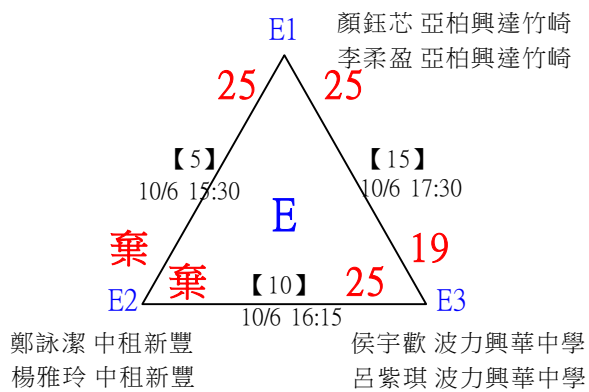 E1
顏鈺芯 亞柏興達竹崎
李柔盈 亞柏興達竹崎
25 25
【5】 【15】
10/6 15:30 10/6 17:30
E
棄 19
棄 【10】 25
E2 E3
10/6 16:15
鄭詠潔 中租新豐 侯宇歡 波力興華中學
楊雅玲 中租新豐 呂紫琪 波力興華中學